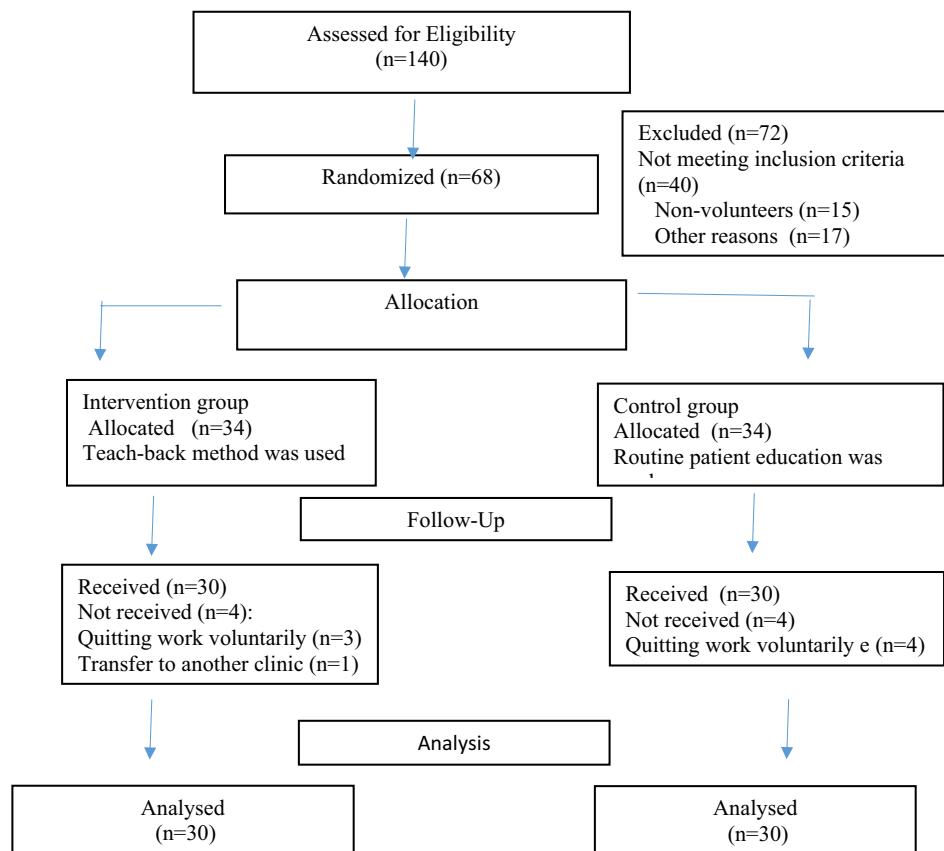 Assessed for Eligibility
(n=140)
Excluded (n=72)
Not meeting inclusion criteria
(n=40)
Non-volunteers (n=15)
Other reasons (n=17)
Randomized (n=68)
Allocation
Intervention group
Allocated (n=34)
Teach-back method was used
Control group
Allocated (n=34)
Routine patient education was
Follow-Up
Received (n=30)
Not received (n=4):
Quitting work voluntarily (n=3)
Transfer to another clinic (n=1)
Received (n=30)
Not received (n=4)
Quitting work voluntarily e (n=4)
Analysis
Analysed
(n=30)
Analysed
(n=30)